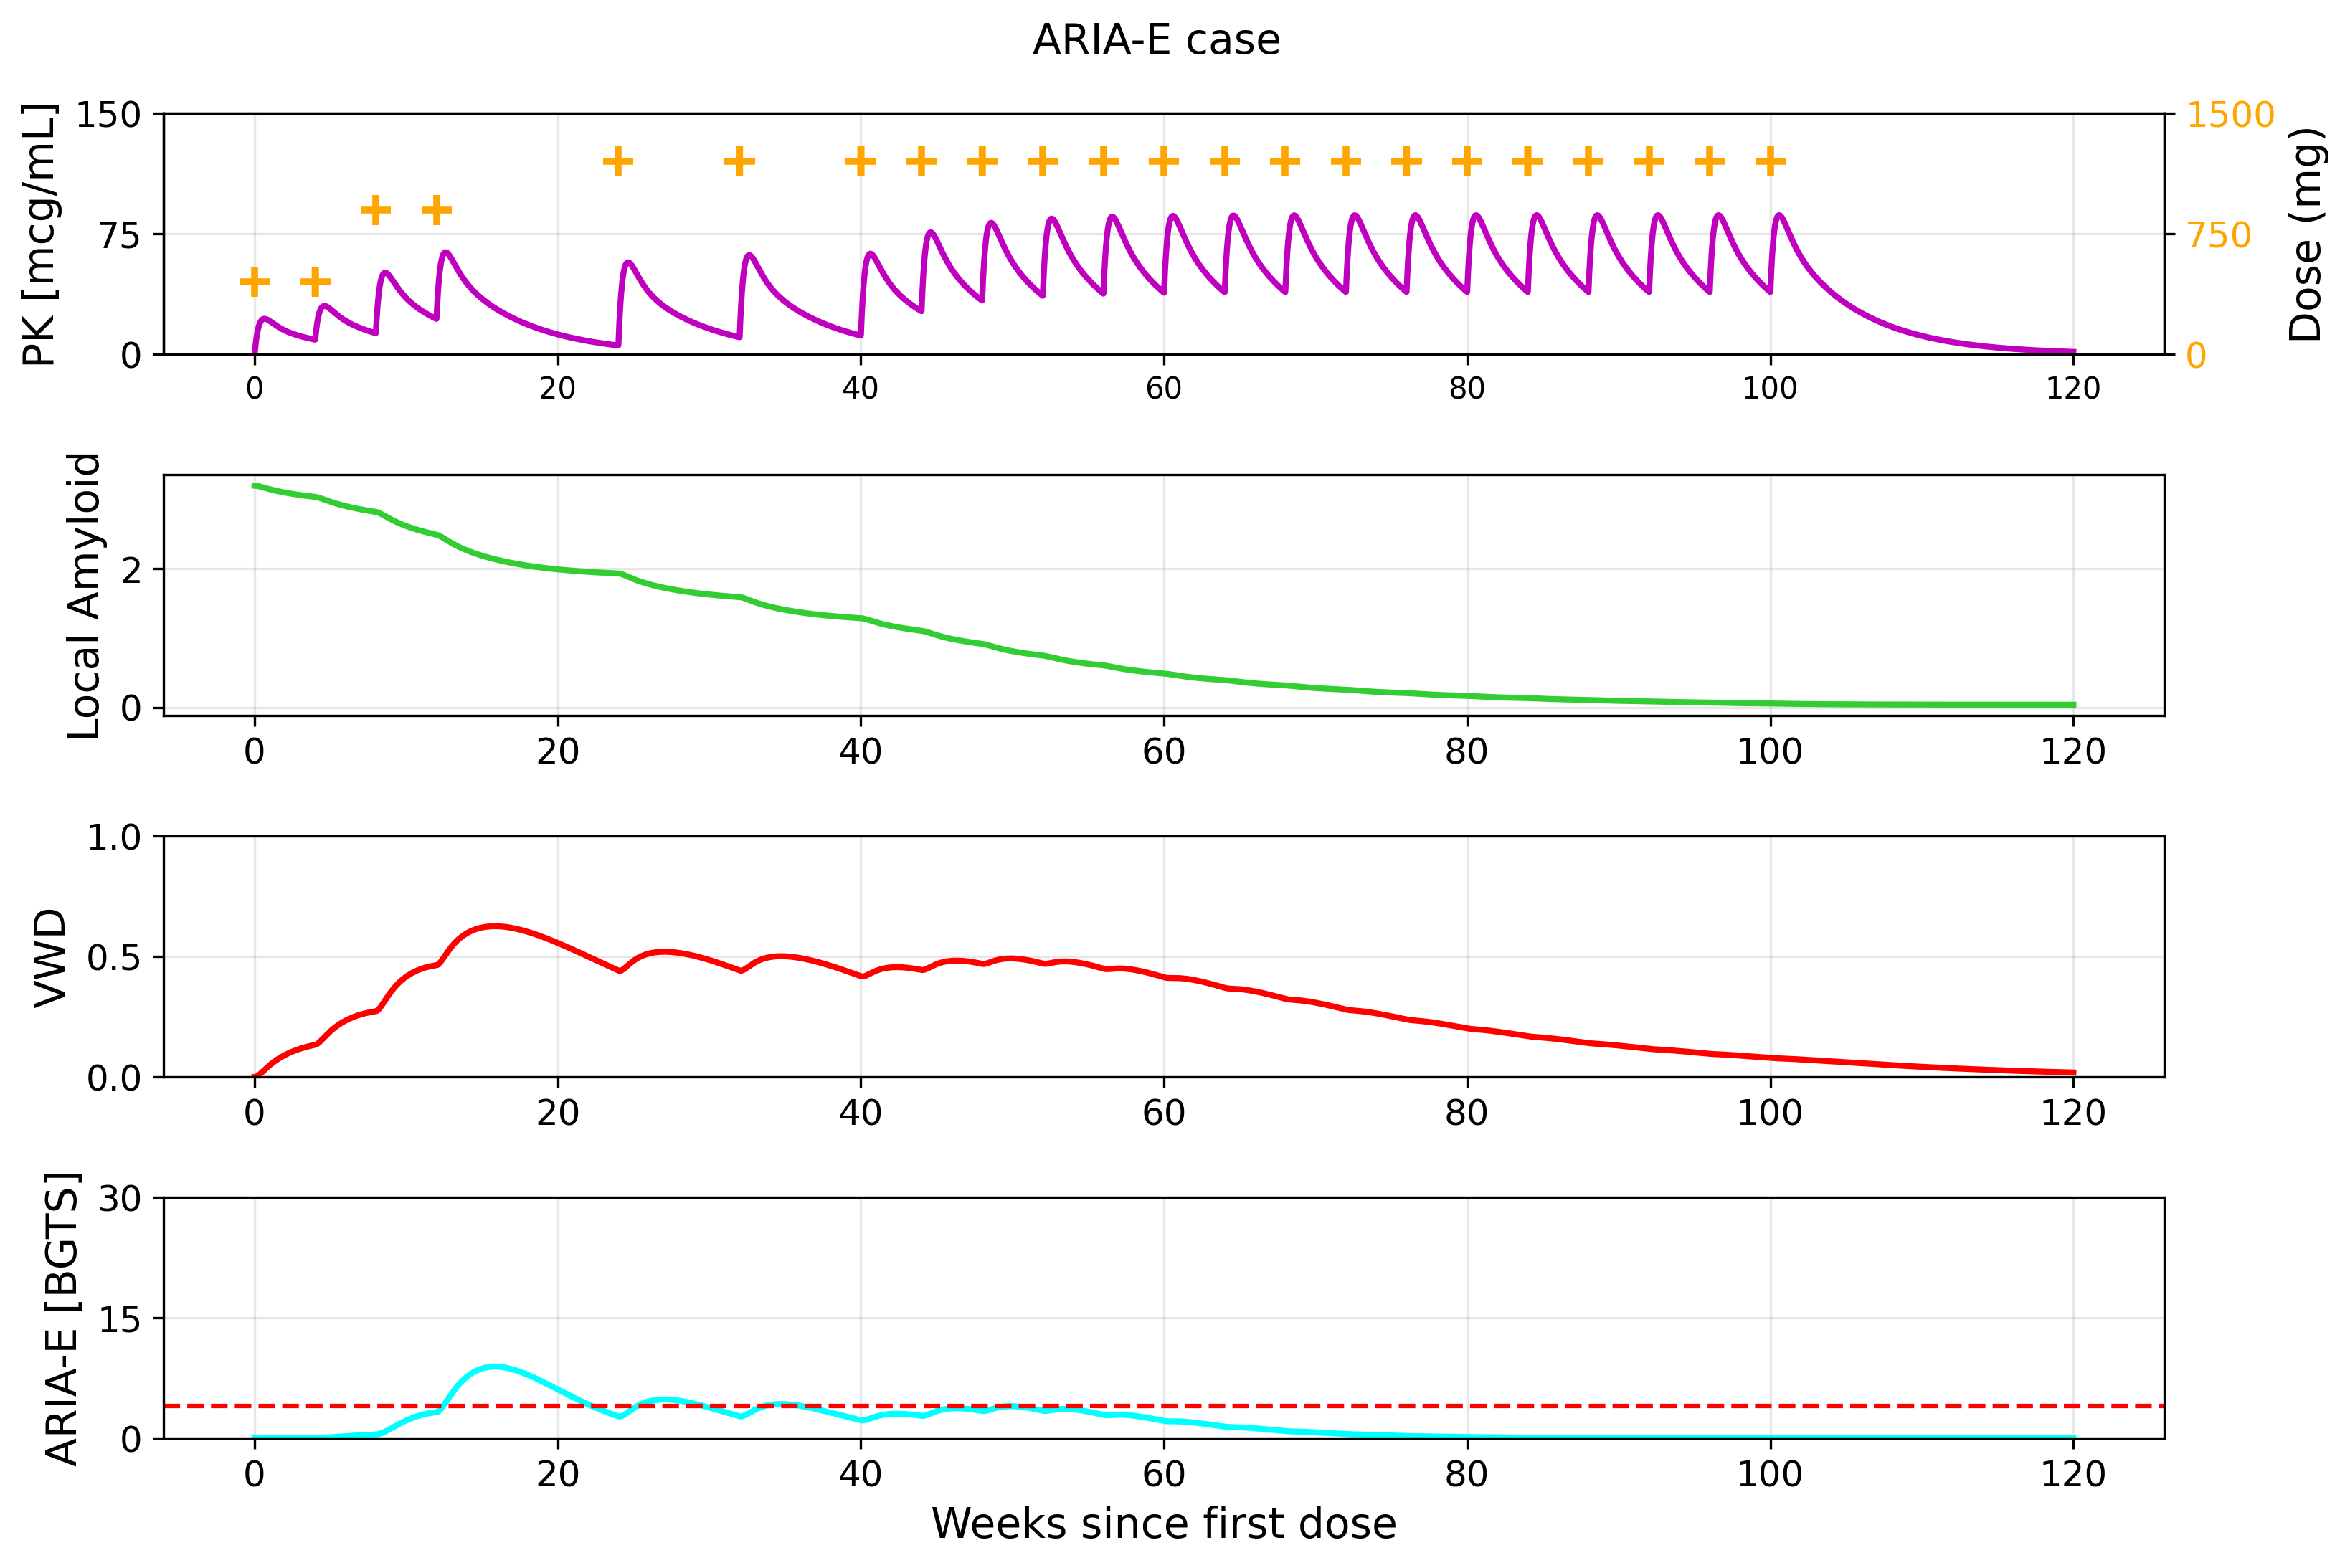 ARIA-E case
PK [mcg/mL]
150
75
0
1500
750
0
Dose (mg)
0 20 40 60 80 100 120
Local Amyloid
2
0
0 20 40 60 80 100 120
VWD
1.0
0.5
0.0
0 20 40 60 80 100 120
ARIA-E [BGTS]
30
15
0
0 20 40 60 80 100 120
Weeks since first dose